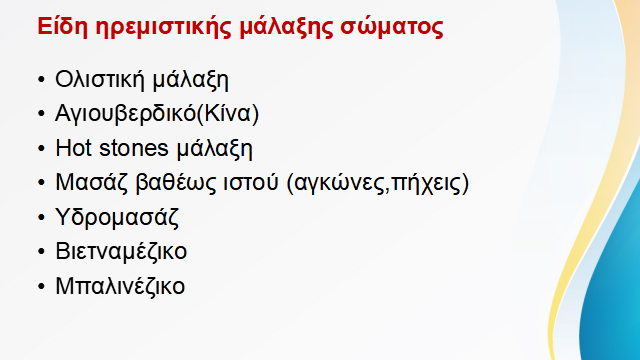 Είδη ηρεμιστικής μάλαξης σώματος
• Ολιστική μάλαξη
• Αγιουβερδικό(Κίνα)
• Hot stones μάλαξη
• Μασάζ βαθέως ιστού (αγκώνες,πήχεις)
• Υδρομασάζ
• Βιετναμέζικο
• Μπαλινέζικο